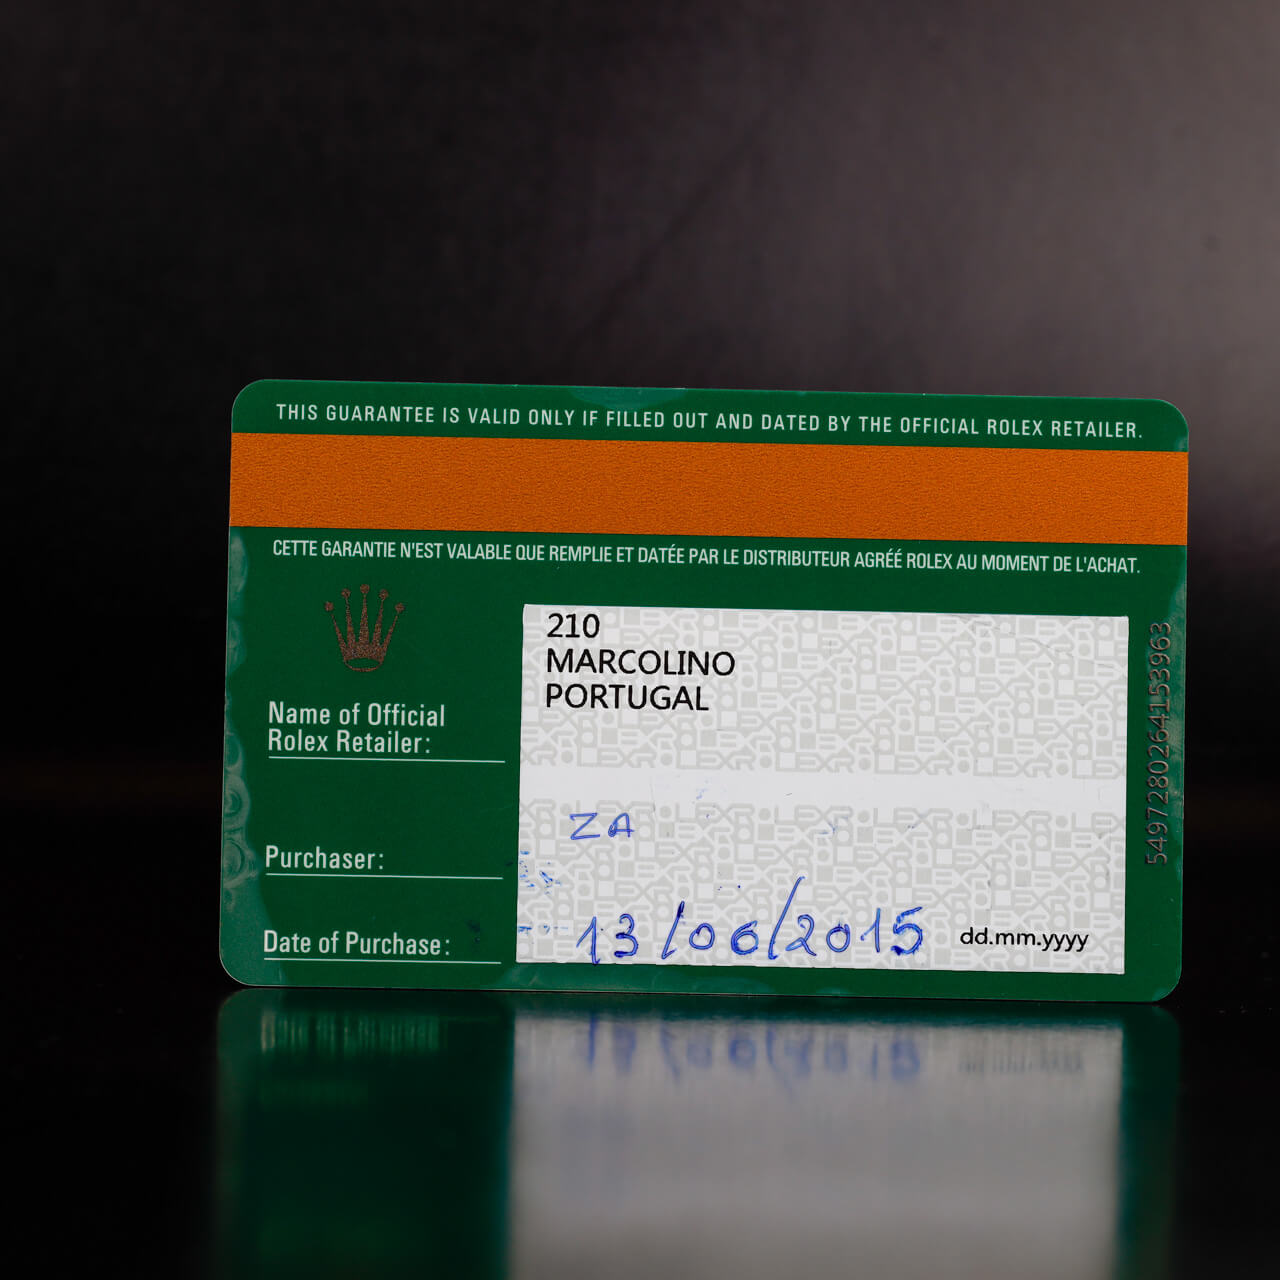 THIS GUARANTEE IS VALID ONLY IF FILLED OUT AND DATED BY THE OFFICIAL ROLEX RETAILER.
CETTE GARANTIE N'EST VALABLE QUE REMPLIE ET DATÉE PAR LE DISTRIBUTEUR AGRÉÉ ROLEX AU MOMENT DE L'ACHAT.
210
MARCOLINO
PORTUGAL
Name of Official
Rolex Retailer:
ZA
Purchaser:
Date of Purchase:
13/06/2015
dd.mm.yyyy
5497280264153963